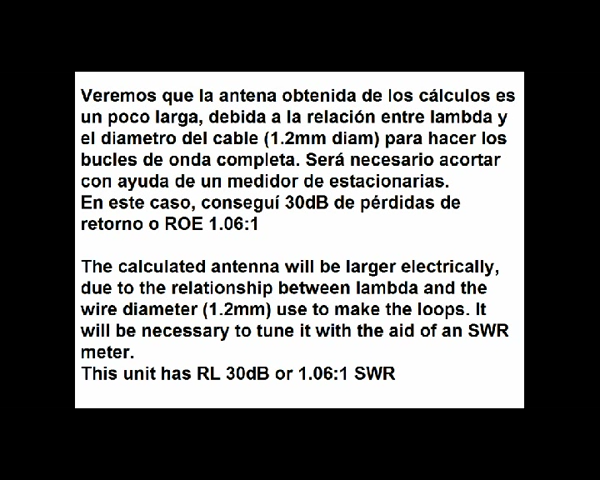 Veremos que la antena obtenida de los cálculos es
un poco larga, debida a la relación entre lambda y
el diametro del cable (1.2mm diam) para hacer los
bucles de onda completa. Será necesario acortar
con ayuda de un medidor de estacionarias.
En este caso, conseguí 30dB de pérdidas de
retorno o ROE 1.06:1
The calculated antenna will be larger electrically,
due to the relationship between lambda and the
wire diameter (1.2mm) use to make the loops. It
will be necessary to tune it with the aid of an SWR
meter.
This unit has RL 30dB or 1.06:1 SWR